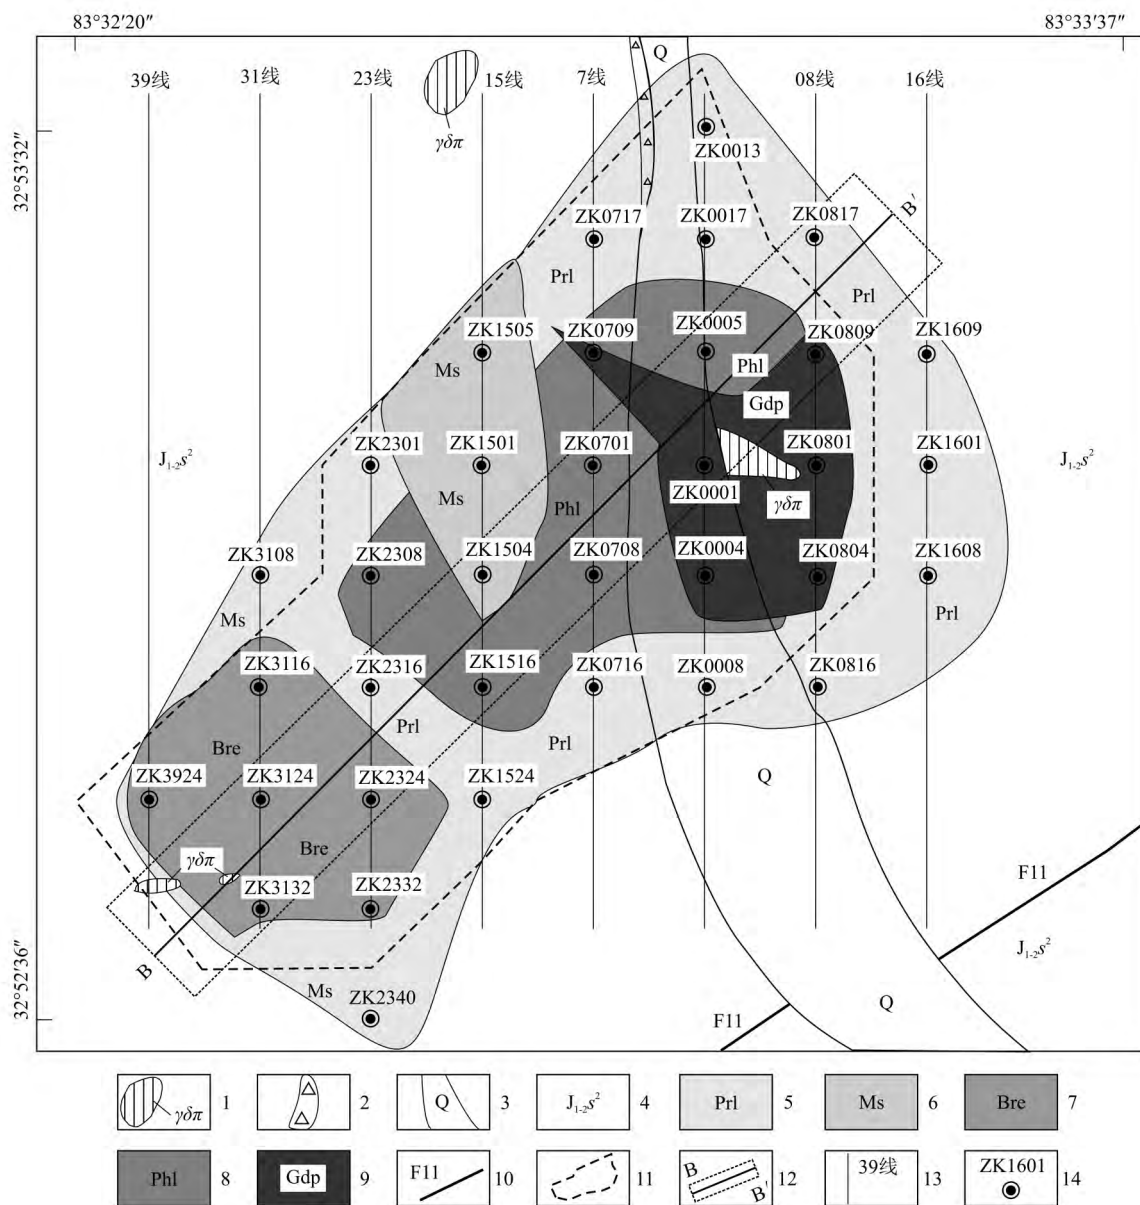 83°32′20″ 83°33′37″
Q
39线 31线 23线 15线 7线 08线 16线
γδπ
32°53′32″
ZK0013
B′
ZK0717 ZK0017 ZK0817
Prl Prl
ZK1505 ZK0709 ZK0005 ZK0809 ZK1609
Ms Phl
Gdp
J₁₋₂s² ZK2301 ZK1501 ZK0701 ZK0801 ZK1601 J₁₋₂s²
Ms Phl ZK0001 γδπ
ZK3108 ZK2308 ZK1504 ZK0708 ZK0004 ZK0804 ZK1608
Ms Prl
ZK3116 ZK2316 ZK1516 ZK0716 ZK0008 ZK0816
Bre Prl Prl
ZK3924 ZK3124 ZK2324 ZK1524 Q
γδπ Bre
F11
ZK3132 ZK2332
J₁₋₂s²
B
32°52′36″
Ms ZK2340 Q
F11
γδπ 1 2 Q 3 J₁₋₂s² 4 Prl 5 Ms 6 Bre 7
Phl 8 Gdp 9 F11 10 11 B B′ 12 39线 13 ZK1601 14